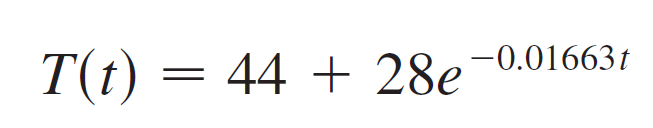 T(t) = 44 + 28e^{-0.01663t}